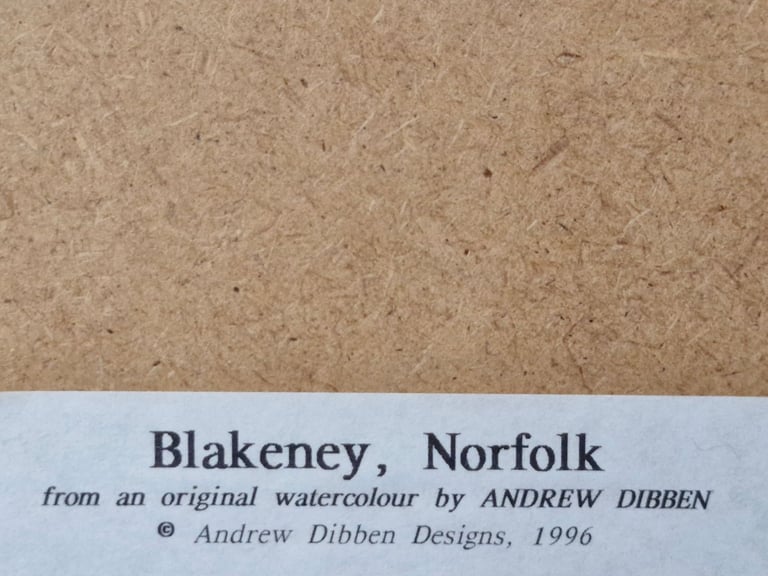 Blakeney, Norfolk
from an original watercolour by ANDREW DIBBEN
© Andrew Dibben Designs, 1996